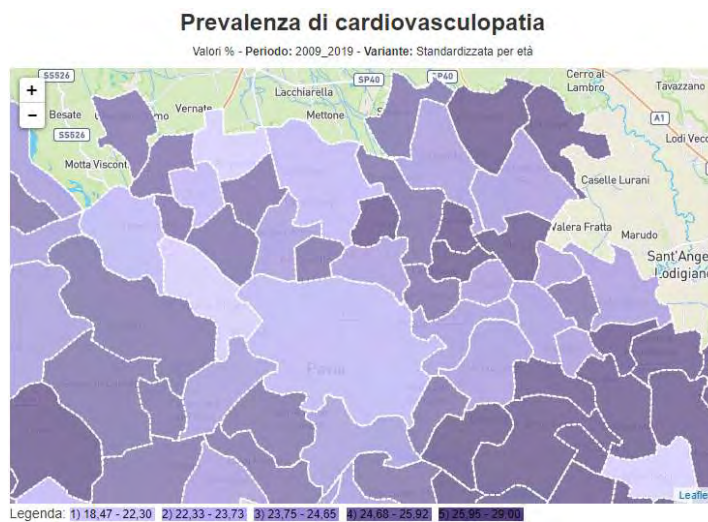 Prevalenza di cardiovasculopatia
Valori % - Periodo: 2009_2019 - Variante: Standardizzata per età
+
−
SS526
SP40
SP40
Cerro al
Lambro
Tavazzano
Lacchiarella
Besate
Vernate
Mettone
A1
SS526
Lodi Vecc
Motta Viscont
Caselle Lurani
Valera Fratta
Marudo
Sant'Ange
Lodigiano
Pavia
Leafle
Legenda: 1) 18,47 - 22,30 2) 22,33 - 23,73 3) 23,75 - 24,65 4) 24,68 - 25,92 5) 25,95 - 29,00